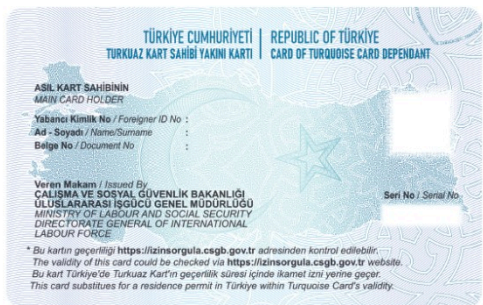 TÜRKİYE CUMHURİYETİ | REPUBLIC OF TÜRKİYE
TURKUAZ KART SAHİBİ YAKINI KARTI | CARD OF TURQUOISE CARD DEPENDANT
ASIL KART SAHİBİNİN
MAIN CARD HOLDER
Yabancı Kimlik No / Foreigner ID No :
Ad - Soyadı / Name/Surname :
Belge No / Document No :
Veren Makam / Issued By
ÇALIŞMA VE SOSYAL GÜVENLİK BAKANLIĞI
ULUSLARARASI İŞGÜCÜ GENEL MÜDÜRLÜĞÜ
MINISTRY OF LABOUR AND SOCIAL SECURITY
DIRECTORATE GENERAL OF INTERNATIONAL
LABOUR FORCE
Seri No / Serial No
* Bu kartın geçerliliği https://izinsorgula.csgb.gov.tr adresinden kontrol edilebilir.
The validity of this card could be checked via https://izinsorgula.csgb.gov.tr website.
Bu kart Türkiye'de Turkuaz Kart'ın geçerlilik süresi içinde ikamet izni yerine geçer.
This card substitues for a residence permit in Türkiye within Turquoise Card's validity.